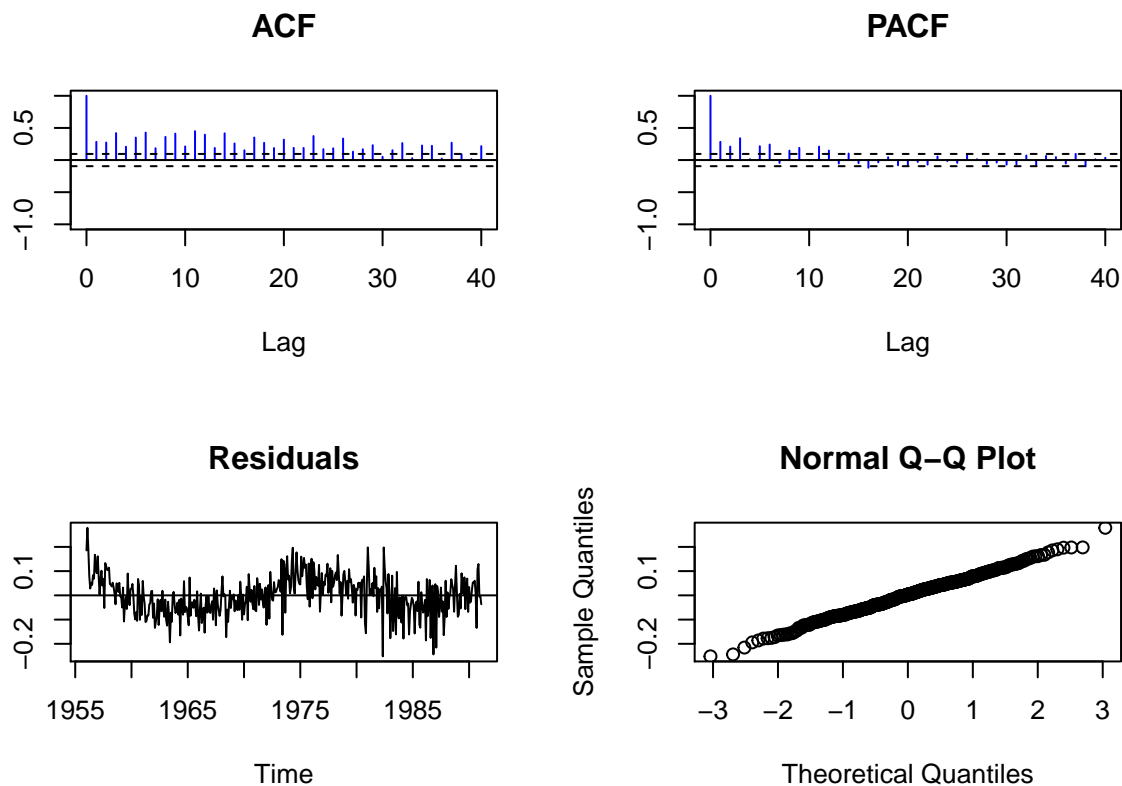 ACF
0.5
−1.0
0 10 20 30 40
Lag
PACF
0.5
−1.0
0 10 20 30 40
Lag
Residuals
0.1
−0.2
1955 1965 1975 1985
Time
Normal Q−Q Plot
Sample Quantiles
0.1
−0.2
−3 −2 −1 0 1 2 3
Theoretical Quantiles